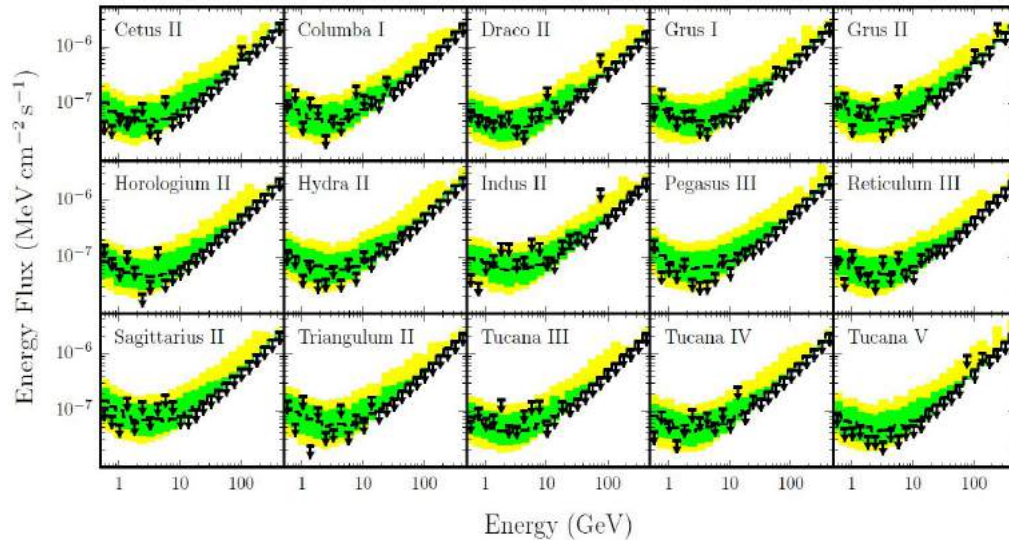 Energy Flux (MeV cm⁻² s⁻¹)
10⁻⁶
10⁻⁷
Cetus II
Columba I
Draco II
Grus I
Grus II
10⁻⁶
10⁻⁷
Horologium II
Hydra II
Indus II
Pegasus III
Reticulum III
10⁻⁶
10⁻⁷
Sagittarius II
Triangulum II
Tucana III
Tucana IV
Tucana V
1 10 100 1 10 100 1 10 100 1 10 100 1 10 100
Energy (GeV)